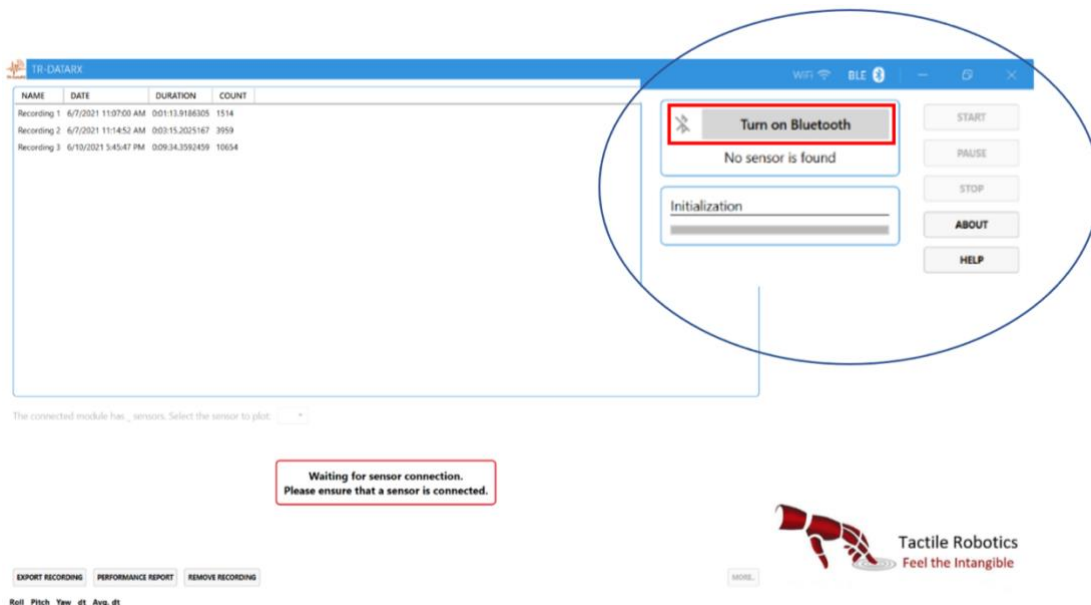 TR-DATARX
WiFi BLE
NAME DATE DURATION COUNT
Recording 1 6/7/2021 11:07:00 AM 0:01:13.9186305 1514
Recording 2 6/7/2021 11:14:52 AM 0:03:15.2025167 3959
Recording 3 6/10/2021 5:45:47 PM 0:09:34.3592459 10654
Turn on Bluetooth
No sensor is found
Initialization
START
PAUSE
STOP
ABOUT
HELP
The connected module has _ sensors. Select the sensor to plot:
Waiting for sensor connection.
Please ensure that a sensor is connected.
Tactile Robotics
Feel the Intangible
EXPORT RECORDING PERFORMANCE REPORT REMOVE RECORDING
MORE..
Roll Pitch Yaw dt Avg. dt